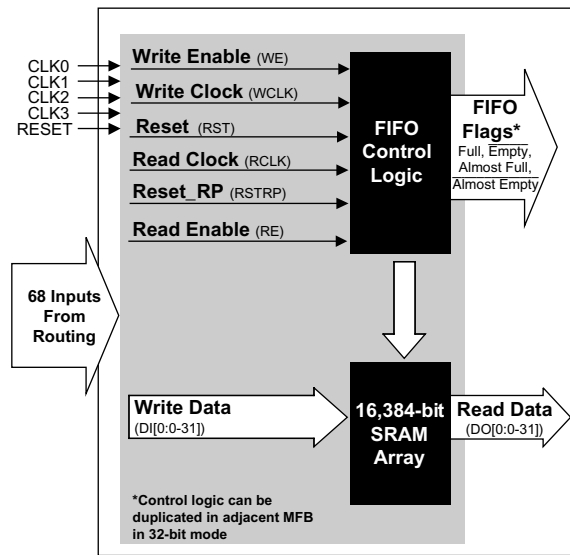 CLK0
CLK1
CLK2
CLK3
RESET
Write Enable (WE)
Write Clock (WCLK)
Reset (RST)
Read Clock (RCLK)
Reset_RP (RSTRP)
Read Enable (RE)
FIFO
Control
Logic
FIFO
Flags*
Full, Empty,
Almost Full,
Almost Empty
68 Inputs
From
Routing
Write Data
(DI[0:0-31])
16,384-bit
SRAM
Array
Read Data
(DO[0:0-31])
*Control logic can be
duplicated in adjacent MFB
in 32-bit mode